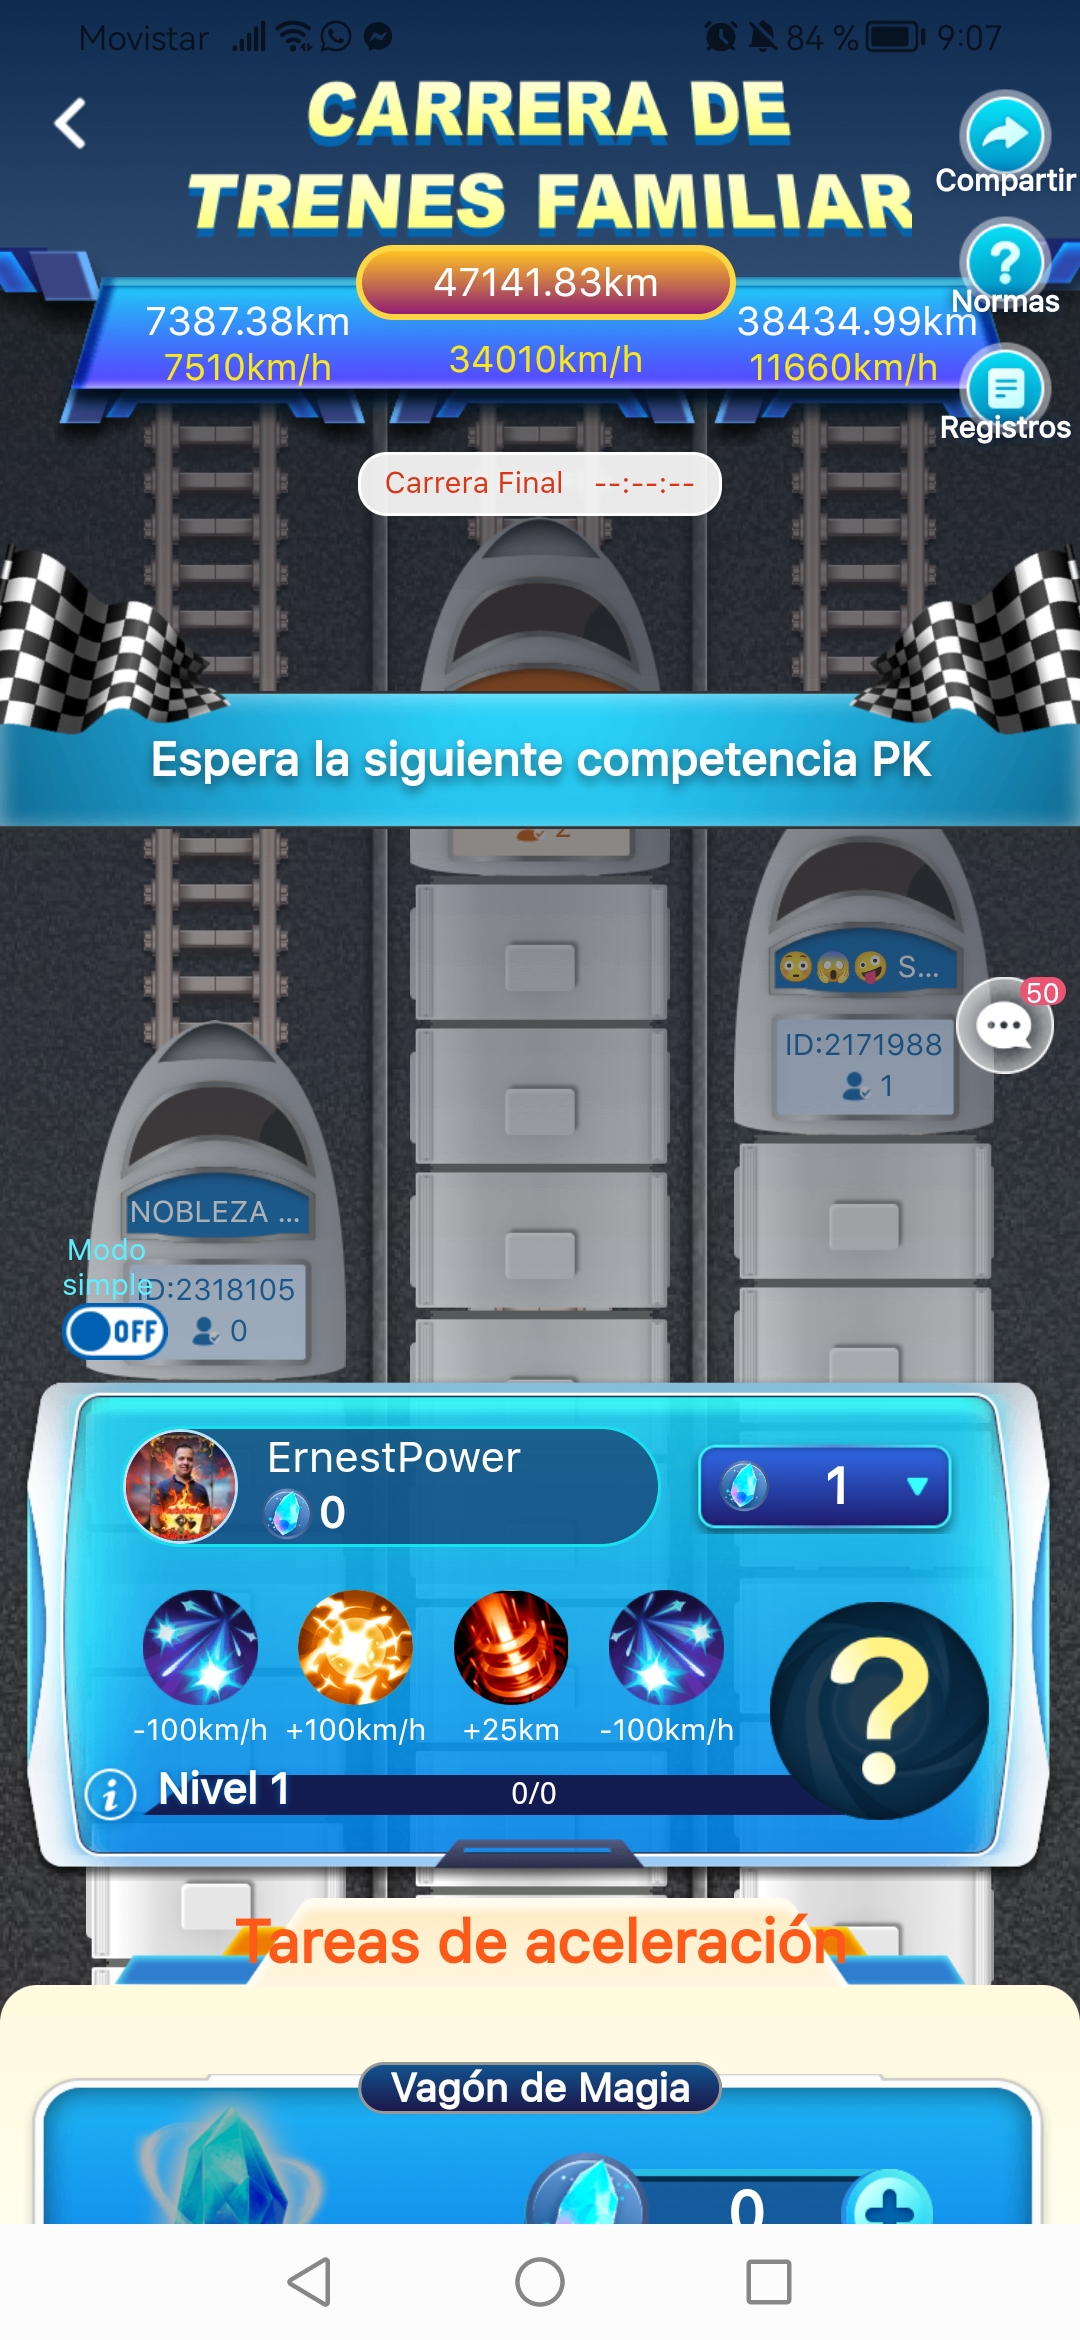 Movistar 84 % 9:07
CARRERA DE
TRENES FAMILIAR
Compartir
Normas
Registros
47141.83km
7387.38km
38434.99km
7510km/h
34010km/h
11660km/h
Carrera Final --:--:--
Espera la siguiente competencia PK
2
S...
50
ID:2171988
1
NOBLEZA ...
Modo
simple
ID:2318105
OFF
0
ErnestPower
0
1
?
-100km/h +100km/h +25km -100km/h
i Nivel 1
0/0
Tareas de aceleración
Vagón de Magia
0